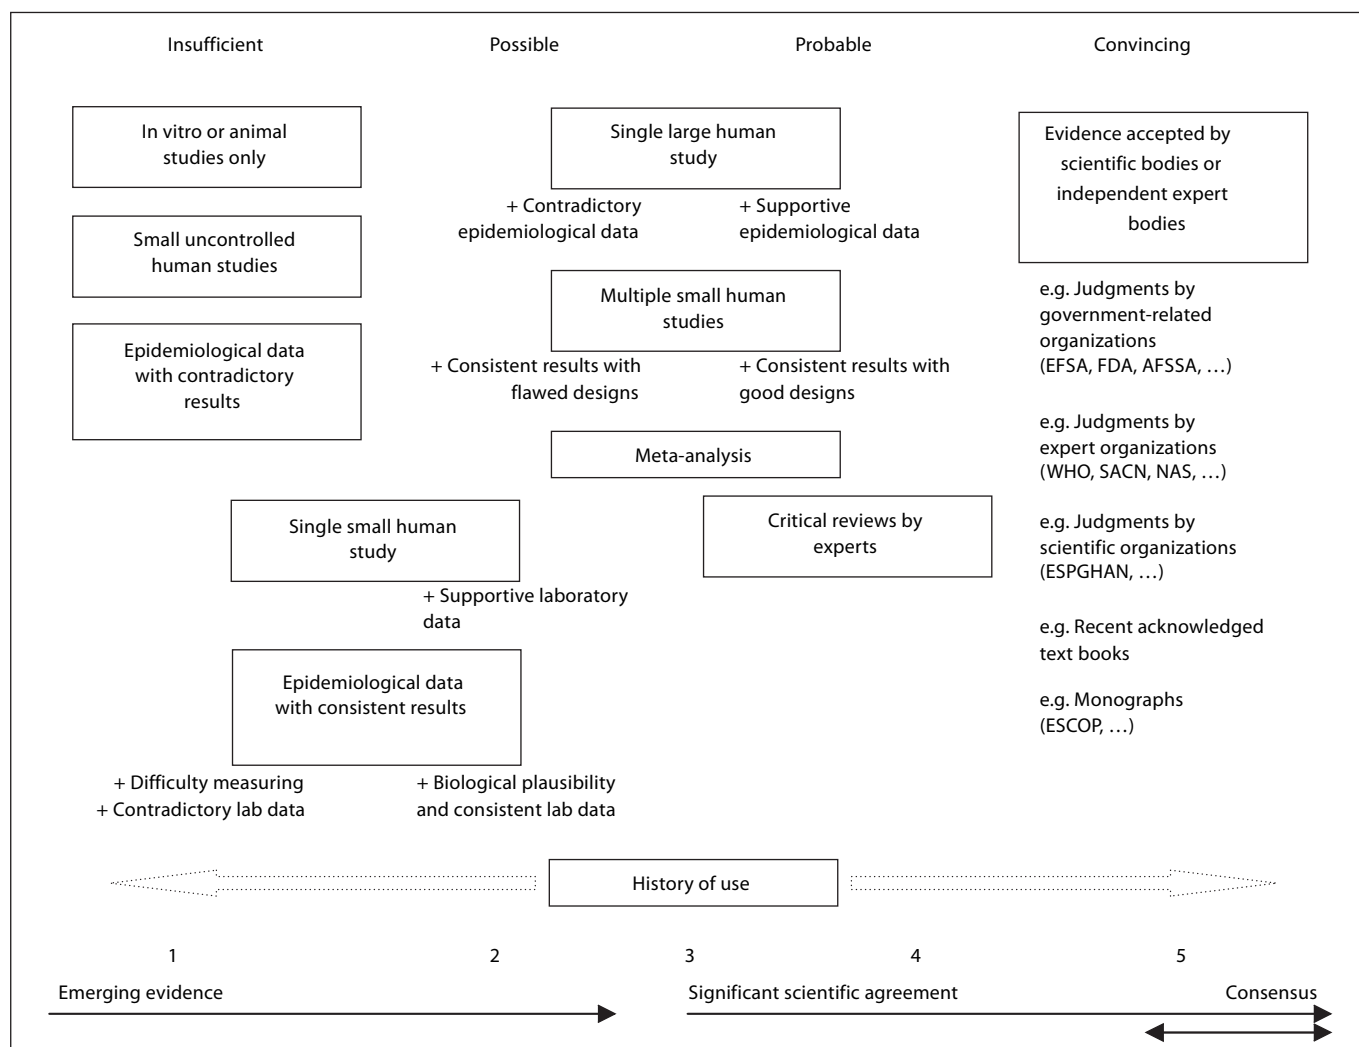 Insufficient
Possible
Probable
Convincing
In vitro or animal
studies only
Small uncontrolled
human studies
Epidemiological data
with contradictory
results
Single large human
study
+ Contradictory
epidemiological data
+ Supportive
epidemiological data
Multiple small human
studies
+ Consistent results with
flawed designs
+ Consistent results with
good designs
Meta-analysis
Single small human
study
+ Supportive laboratory
data
Critical reviews by
experts
Epidemiological data
with consistent results
+ Difficulty measuring
+ Contradictory lab data
+ Biological plausibility
and consistent lab data
Evidence accepted by
scientific bodies or
independent expert
bodies
e.g. Judgments by
government-related
organizations
(EFSA, FDA, AFSSA, …)
e.g. Judgments by
expert organizations
(WHO, SACN, NAS, …)
e.g. Judgments by
scientific organizations
(ESPGHAN, …)
e.g. Recent acknowledged
text books
e.g. Monographs
(ESCOP, …)
History of use
1
2
3
4
5
Emerging evidence
Significant scientific agreement
Consensus